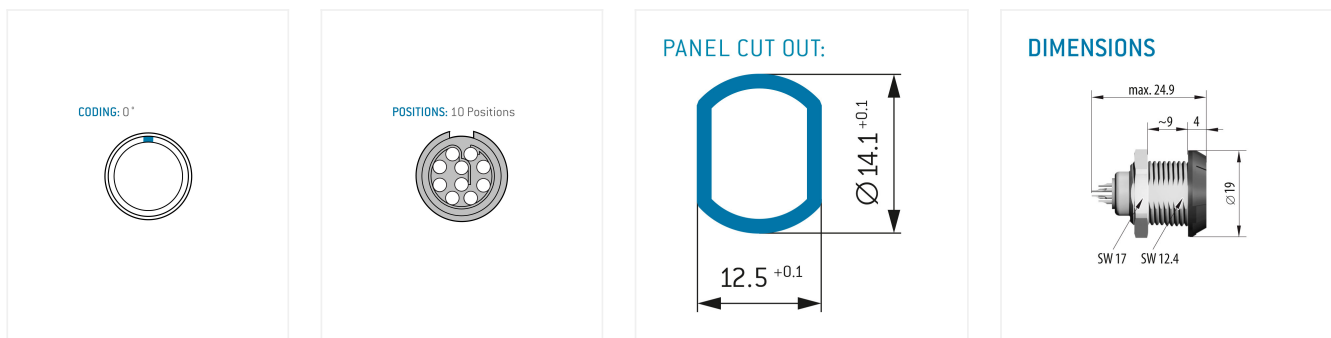 CODING: 0°
POSITIONS: 10 Positions
PANEL CUT OUT:
Ø 14.1 +0.1
12.5 +0.1
DIMENSIONS
max. 24.9
~9
4
Ø19
SW 17
SW 12.4